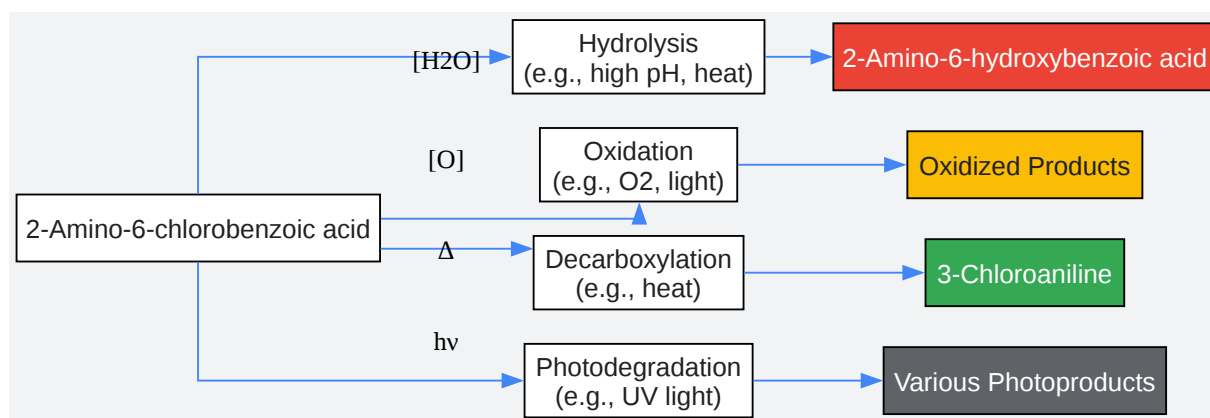 [H2O]
Hydrolysis
(e.g., high pH, heat)
2-Amino-6-hydroxybenzoic acid
[O]
Oxidation
(e.g., O2, light)
Oxidized Products
2-Amino-6-chlorobenzoic acid
Δ
Decarboxylation
(e.g., heat)
3-Chloroaniline
hν
Photodegradation
(e.g., UV light)
Various Photoproducts